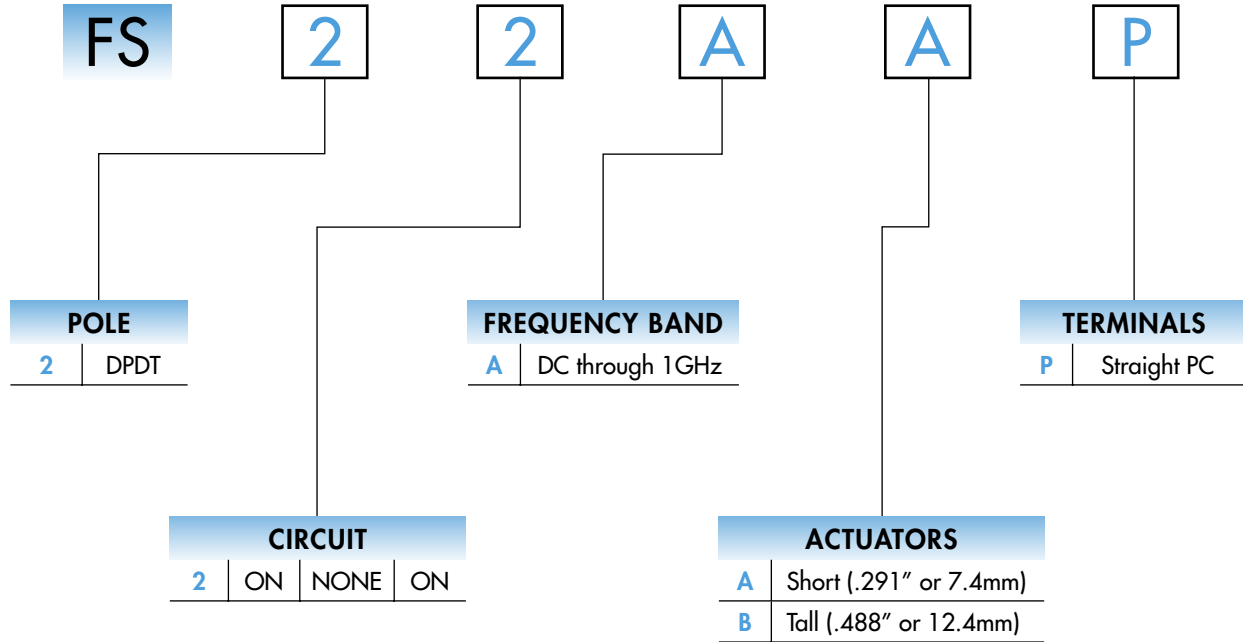 FS 2 2 A A P
POLE
2 DPDT
FREQUENCY BAND
A DC through 1GHz
TERMINALS
P Straight PC
CIRCUIT
2 ON NONE ON
ACTUATORS
A Short (.291” or 7.4mm)
B Tall (.488” or 12.4mm)